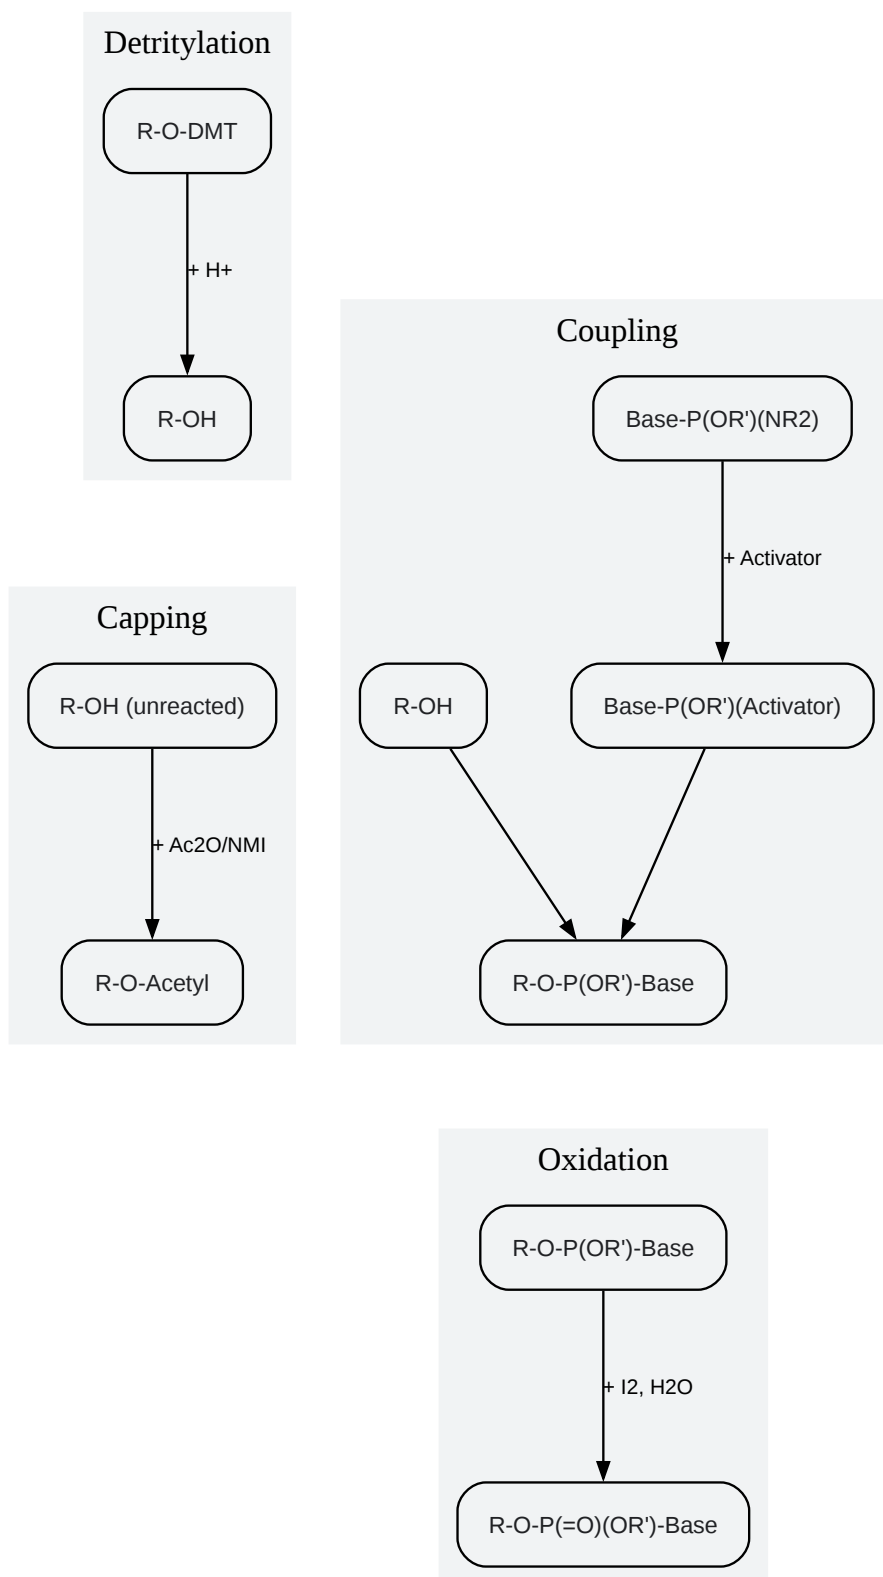 Detritylation
R-O-DMT
+ H+
R-OH
Coupling
Base-P(OR')(NR2)
+ Activator
R-OH
Base-P(OR')(Activator)
R-O-P(OR')-Base
Capping
R-OH (unreacted)
+ Ac2O/NMI
R-O-Acetyl
Oxidation
R-O-P(OR')-Base
+ I2, H2O
R-O-P(=O)(OR')-Base